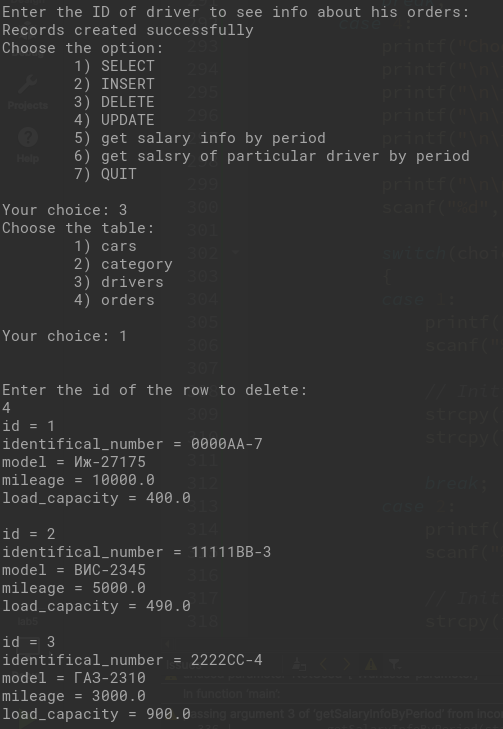 Enter the ID of driver to see info about his orders:
Records created successfully
Choose the option:
1) SELECT
2) INSERT
3) DELETE
4) UPDATE
5) get salary info by period
6) get salsry of particular driver by period
7) QUIT
Your choice: 3
Choose the table:
1) cars
2) category
3) drivers
4) orders
Your choice: 1
Enter the id of the row to delete:
4
id = 1
identifical_number = 0000AA-7
model = Иж-27175
mileage = 10000.0
load_capacity = 400.0
id = 2
identifical_number = 11111BB-3
model = ВИС-2345
mileage = 5000.0
load_capacity = 490.0
id = 3
identifical_number = 2222CC-4
model = ГАЗ-2310
mileage = 3000.0
load_capacity = 900.0